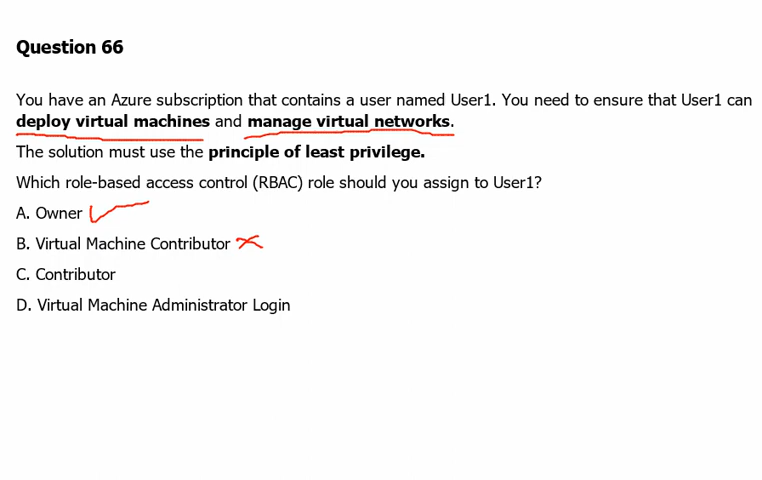 Question 66
You have an Azure subscription that contains a user named User1. You need to ensure that User1 can
deploy virtual machines and manage virtual networks.
The solution must use the principle of least privilege.
Which role-based access control (RBAC) role should you assign to User1?
A. Owner
B. Virtual Machine Contributor
C. Contributor
D. Virtual Machine Administrator Login